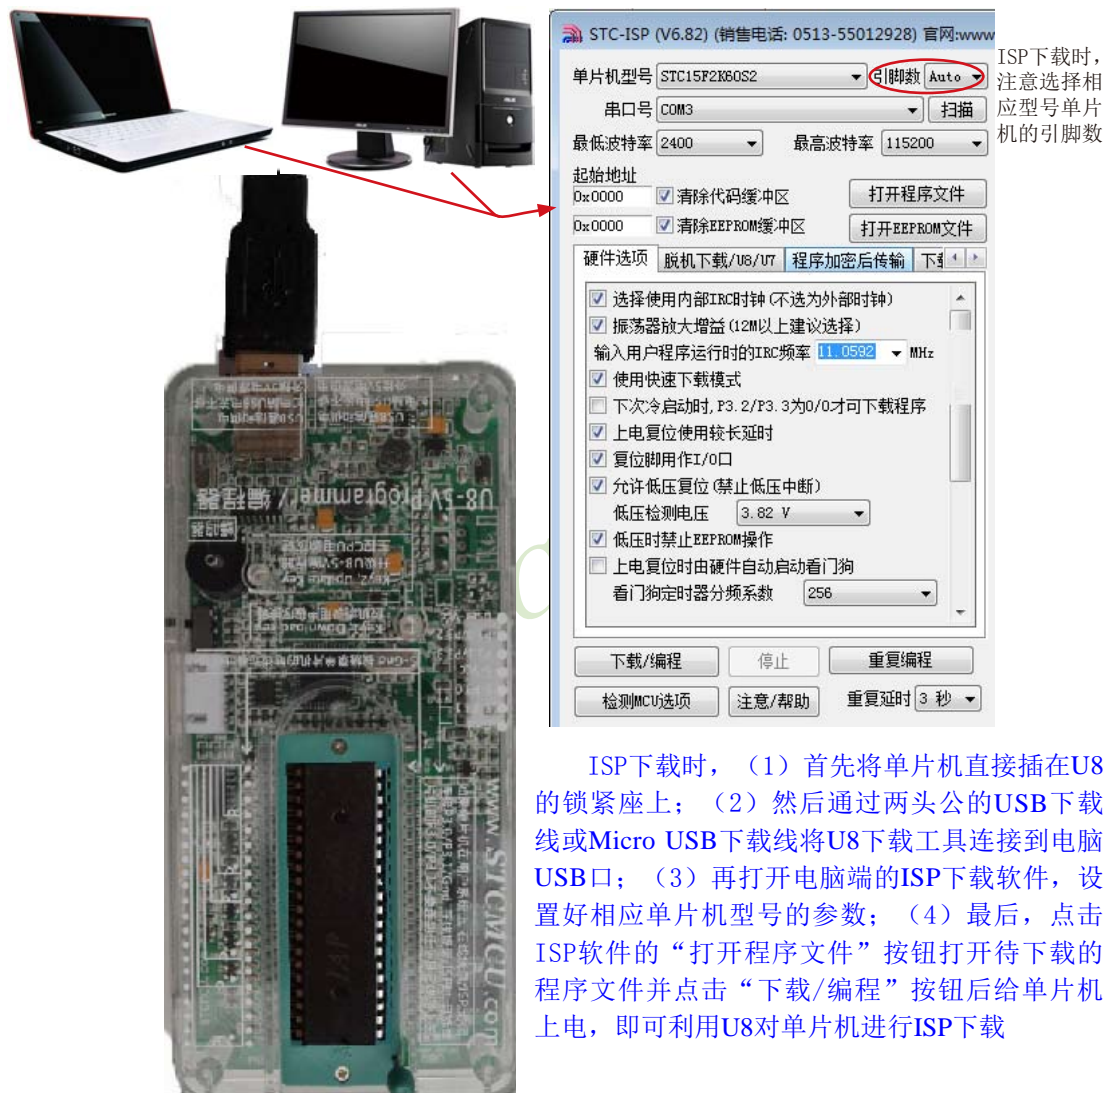 STC-ISP (V6.82) (销售电话: 0513-55012928) 官网:www
单片机型号 STC15F2K60S2 引脚数 Auto
串口号 COM3 扫描
最低波特率 2400 最高波特率 115200
起始地址
0x0000 清除代码缓冲区 打开程序文件
0x0000 清除EEPROM缓冲区 打开EEPROM文件
硬件选项 脱机下载/U8/U7 程序加密后传输
选择使用内部IRC时钟(不选为外部时钟)
振荡器放大增益(12M以上建议选择)
输入用户程序运行时的IRC频率 11.0592 MHz
使用快速下载模式
下次冷启动时,P3.2/P3.3为0/0才可下载程序
上电复位使用较长延时
复位脚用作I/O口
允许低压复位(禁止低压中断)
低压检测电压 3.82 V
低压时禁止EEPROM操作
上电复位时由硬件自动启动看门狗
看门狗定时器分频系数 256
下载/编程 停止 重复编程
检测MCU选项 注意/帮助 重复延时 3 秒
ISP下载时，
注意选择相
应型号单片
机的引脚数
U8-5V Programmer / 编程器
www.STCMCU.com
ISP下载时，（1）首先将单片机直接插在U8
的锁紧座上；（2）然后通过两头公的USB下载
线或Micro USB下载线将U8下载工具连接到电脑
USB口；（3）再打开电脑端的ISP下载软件，设
置好相应单片机型号的参数；（4）最后，点击
ISP软件的“打开程序文件”按钮打开待下载的
程序文件并点击“下载/编程”按钮后给单片机
上电，即可利用U8对单片机进行ISP下载